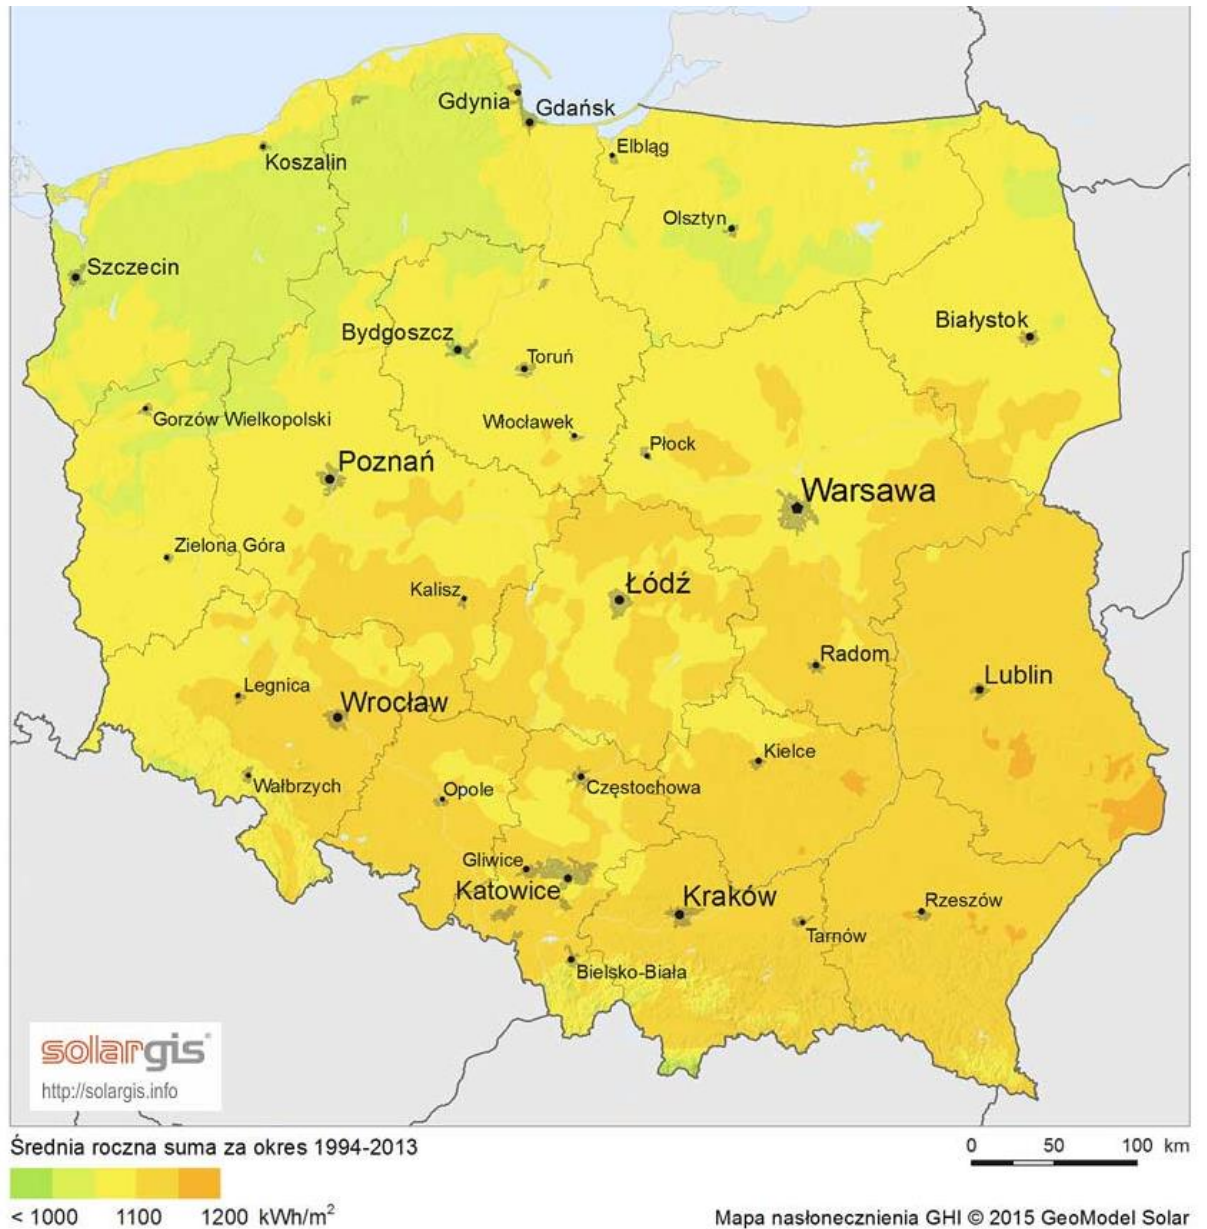 Gdynia
Gdańsk
Koszalin
Elbląg
Olsztyn
Szczecin
Białystok
Bydgoszcz
Toruń
Gorzów Wielkopolski
Włocławek
Płock
Poznań
Warsawa
Zielona Góra
Kalisz
Łódź
Radom
Lublin
Legnica
Wrocław
Kielce
Wałbrzych
Opole
Częstochowa
Gliwice
Katowice
Kraków
Rzeszów
Tarnów
Bielsko-Biała
solargis
http://solargis.info
Średnia roczna suma za okres 1994-2013
0 50 100 km
< 1000 1100 1200 kWh/m²
Mapa nasłonecznienia GHI © 2015 GeoModel Solar